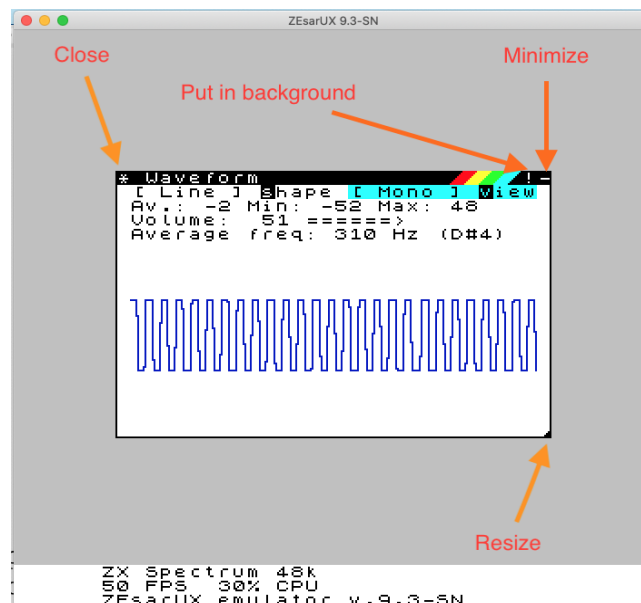 ZEsarUX 9.3-SN
Close
Minimize
Put in background
* Waveform ! -
[ Line ] shape [ Mono ] view
Av.: -2 Min: -52 Max: 48
Volume: 51 ======>
Average freq: 310 Hz (D#4)
Resize
ZX Spectrum 48k
50 FPS 30% CPU
ZEsarUX emulator v.9.3-SN